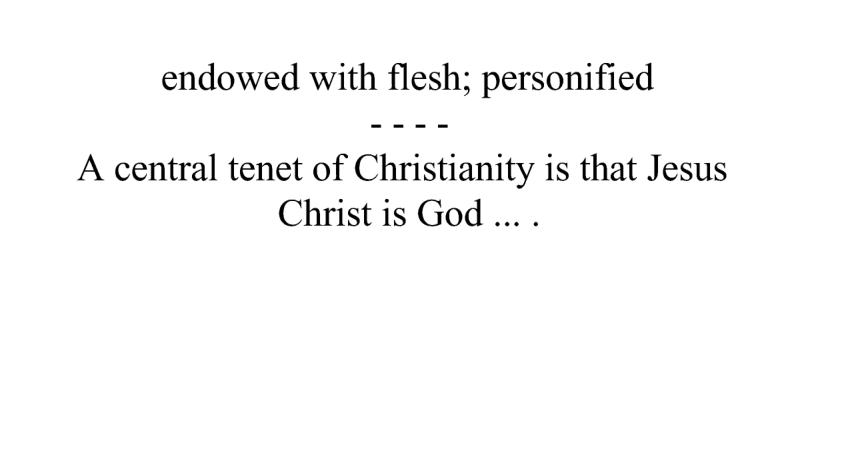 endowed with flesh; personified
- - - -
A central tenet of Christianity is that Jesus
Christ is God ... .